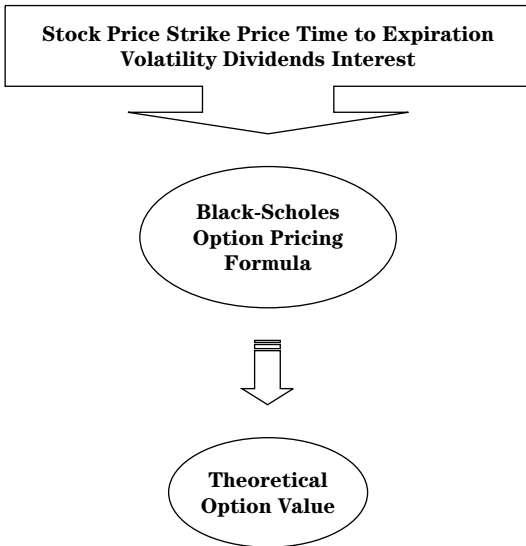 Stock Price Strike Price Time to Expiration
Volatility Dividends Interest
Black-Scholes
Option Pricing
Formula
Theoretical
Option Value